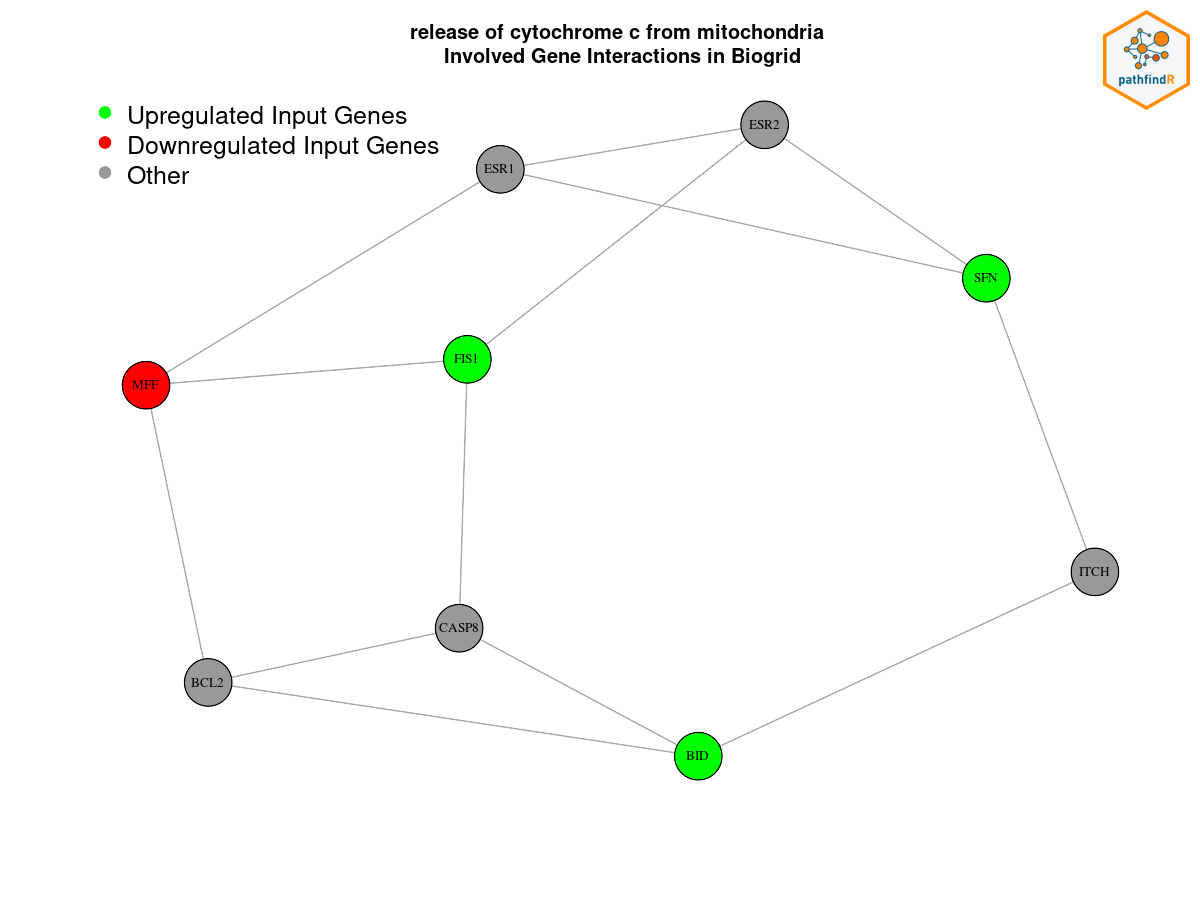 release of cytochrome c from mitochondria
Involved Gene Interactions in Biogrid
pathfindR
Upregulated Input Genes
Downregulated Input Genes
Other
ESR2
ESR1
SFN
FIS1
MFF
ITCH
CASP8
BCL2
BID